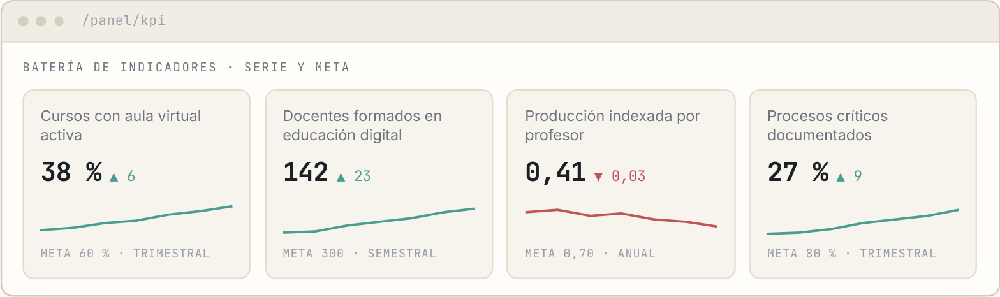 /panel/kpi
BATERÍA DE INDICADORES · SERIE Y META
Cursos con aula virtual
activa
38 % ▲ 6
META 60 % · TRIMESTRAL
Docentes formados en
educación digital
142 ▲ 23
META 300 · SEMESTRAL
Producción indexada por
profesor
0,41 ▼ 0,03
META 0,70 · ANUAL
Procesos críticos
documentados
27 % ▲ 9
META 80 % · TRIMESTRAL